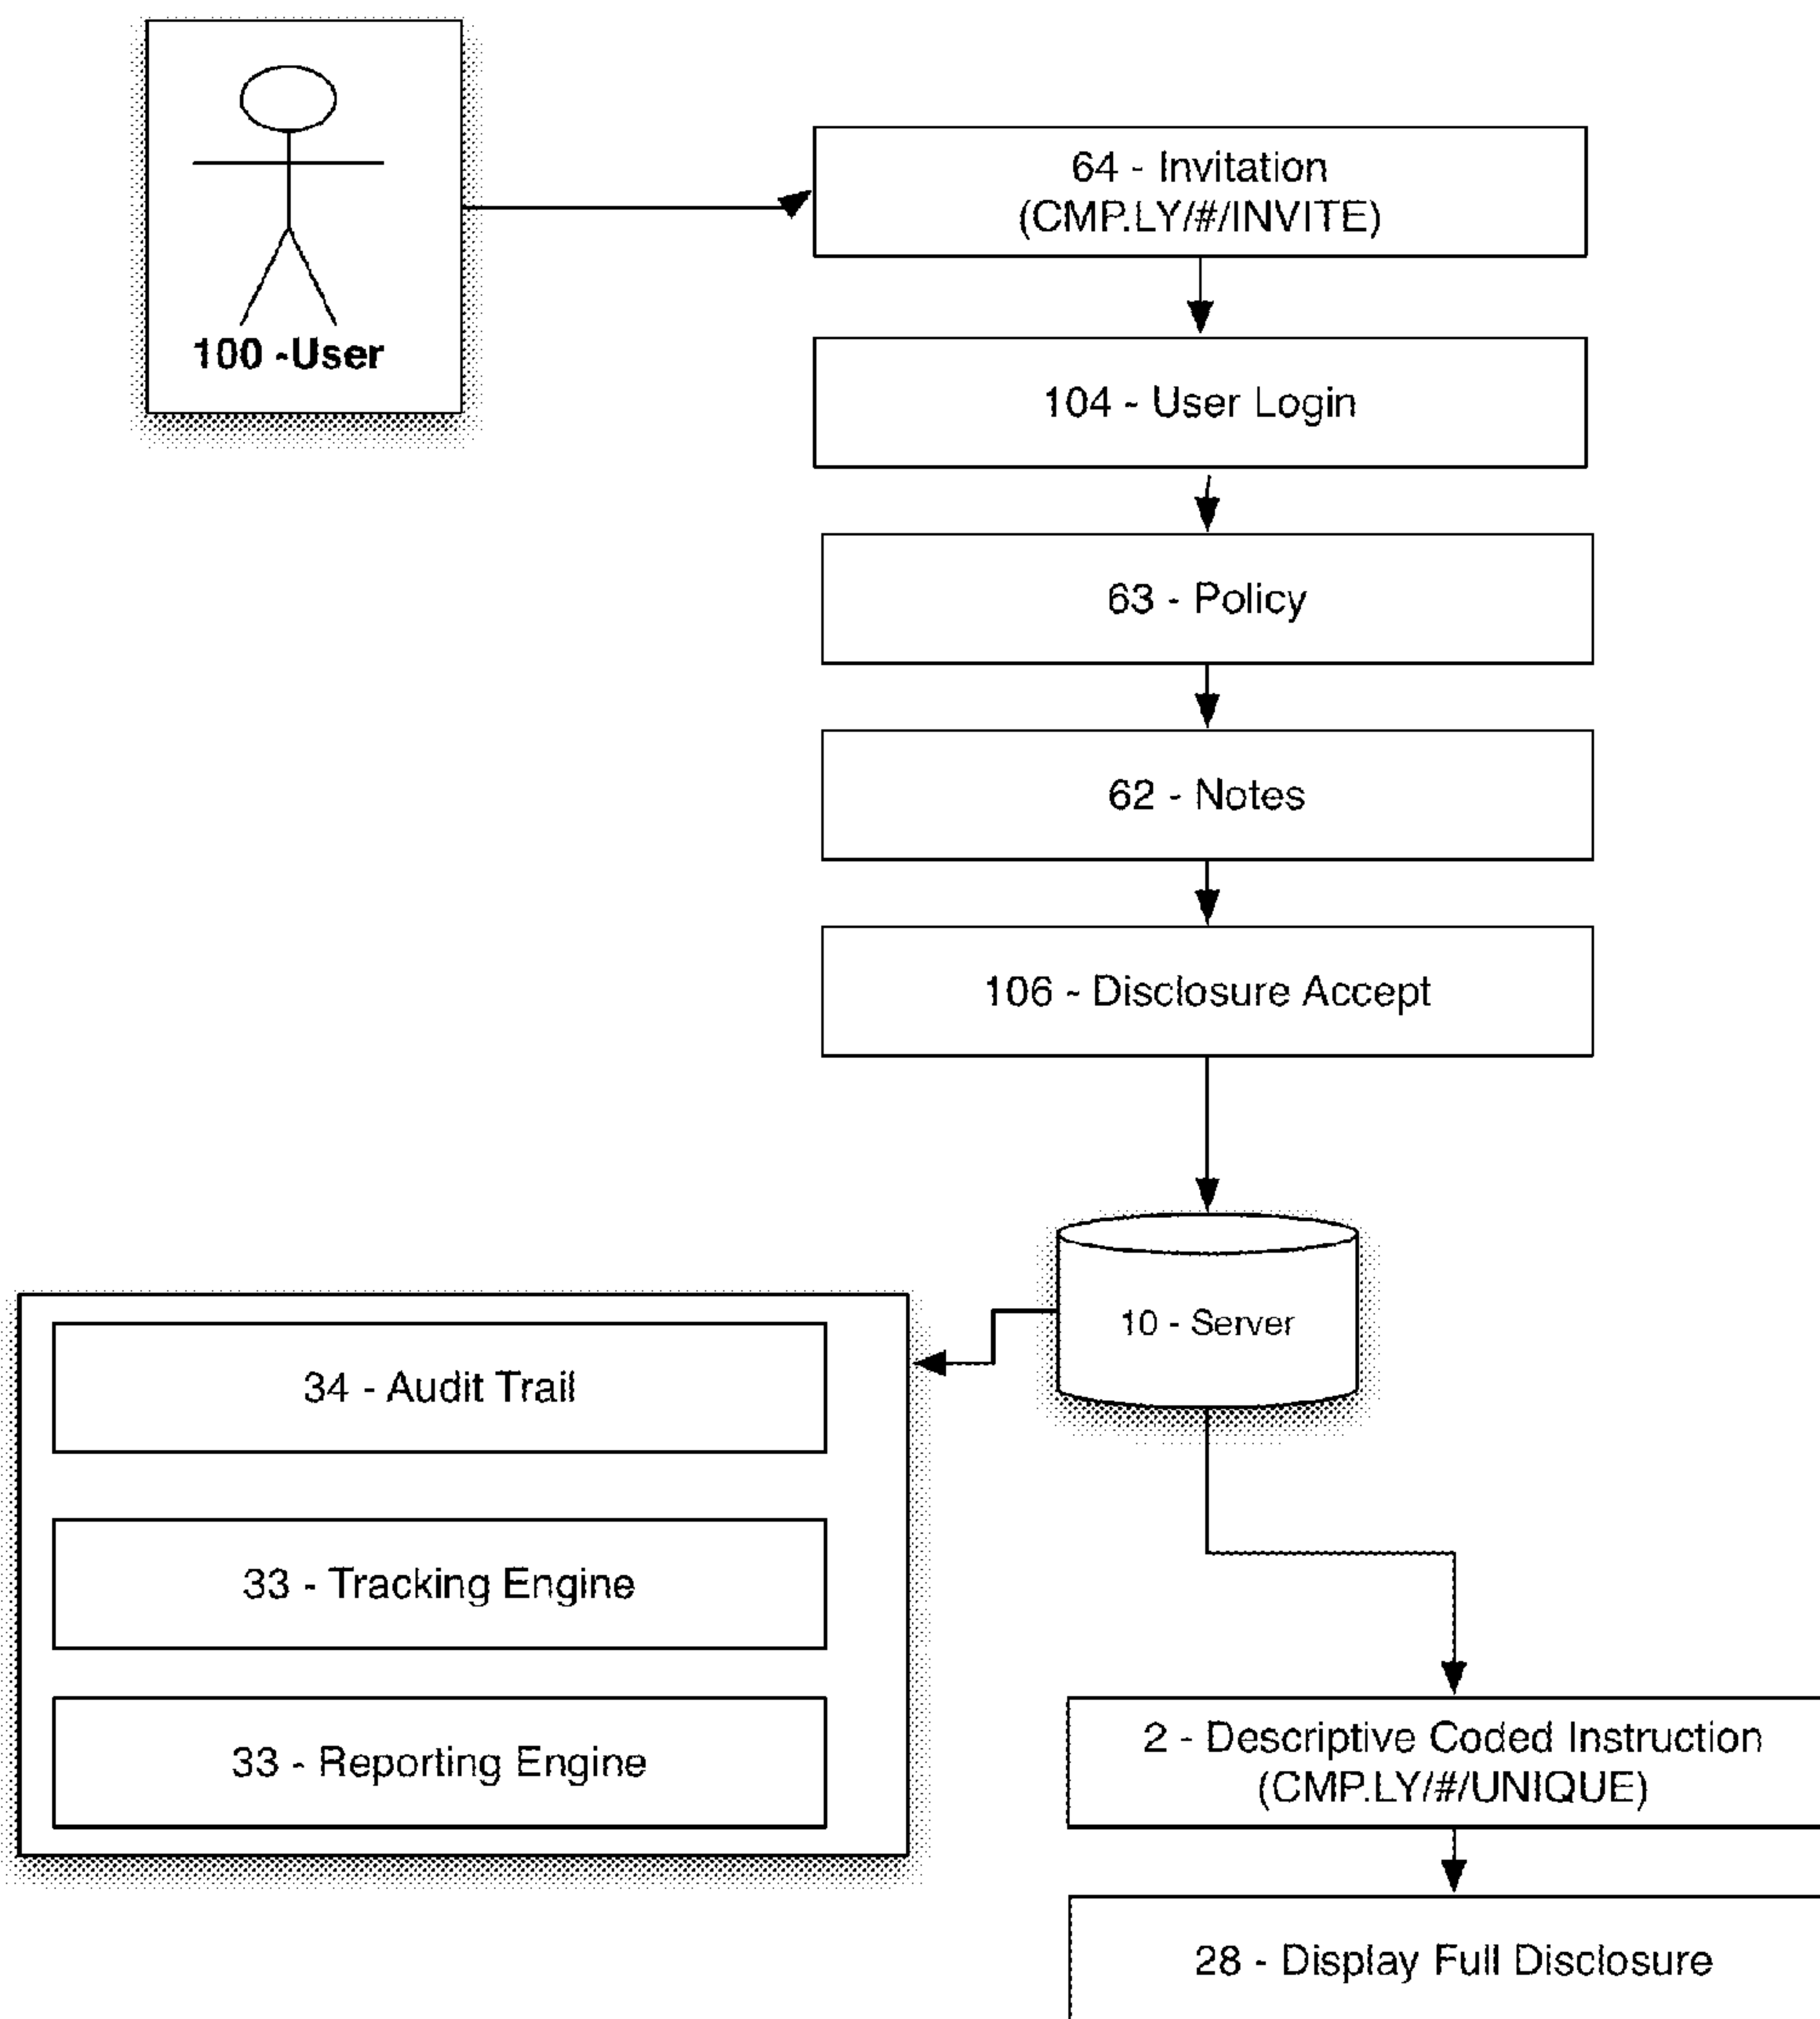 100 -User
64 - Invitation
(CMP.LY/#/INVITE)
104 - User Login
63 - Policy
62 - Notes
106 - Disclosure Accept
10 - Server
34 - Audit Trail
33 - Tracking Engine
33 - Reporting Engine
2 - Descriptive Coded Instruction
(CMP.LY/#/UNIQUE)
28 - Display Full Disclosure